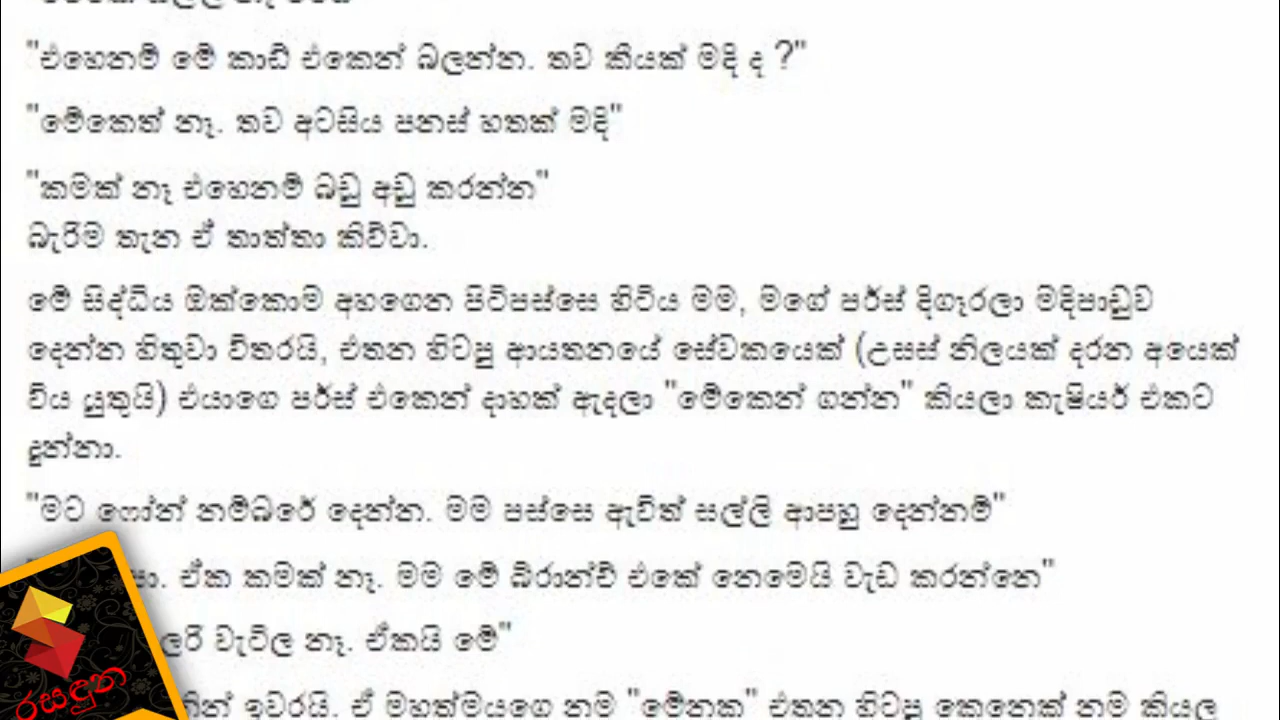 "එහෙනම් මේ කාඩ් එකෙන් බලන්න. තව කියක් මදි ද ?"
"මේකෙත් නෑ. තව අටසිය පනස් හතක් මදි"
"කමක් නෑ එහෙනම් බඩු අඩු කරන්න"
බැරිම තැන ඒ තාත්තා කිව්වා.
මේ සිද්ධිය ඔක්කොම අහගෙන පිටිපස්සෙ හිටිය මම, මගේ පර්ස් දිගෑරලා මදිපාඩුව
දෙන්න හිතුවා විතරයි, එතන හිටපු ආයතනයේ සේවකයෙක් (උසස් නිලයක් දරන අයෙක්
විය යුතුයි) එයාගෙ පර්ස් එකෙන් දාහක් ඇදලා "මේකෙන් ගන්න" කියලා කැෂියර් එකට
දුන්නා.
"මට ෆෝන් නම්බරේ දෙන්න. මම පස්සෙ ඇවිත් සල්ලි ආපහු දෙන්නම්"
ඒක කමක් නෑ. මම මේ බ්රාන්ච් එකේ නෙමෙයි වැඩ කරන්නෙ"
වැටිල නෑ. ඒකයි මේ"
ඉවරයි. ඒ මහත්මයගෙ නම "මේනක" එතන හිටපු කෙනෙක් නම කියල
රසඳුන